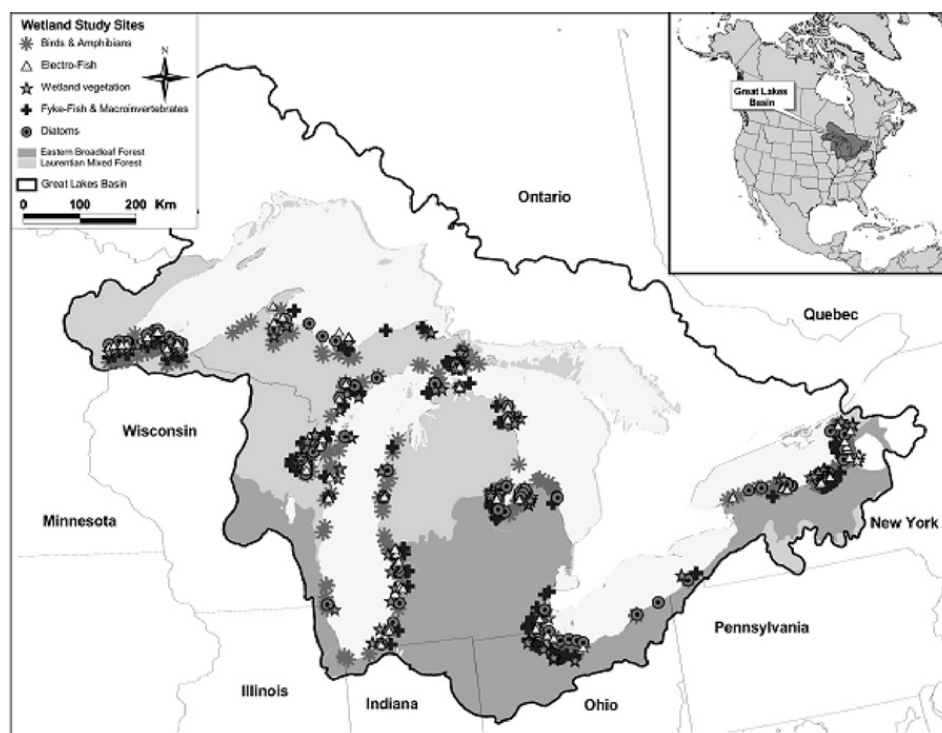 Wetland Study Sites
Birds & Amphibians
N
Electro-Fish
Wetland vegetation
Fyke-Fish & Macroinvertebrates
Diatoms
Eastern Broadleaf Forest
Laurentian Mixed Forest
Great Lakes Basin
0 100 200 Km
Great Lakes
Basin
Ontario
Quebec
Wisconsin
Minnesota
New York
Pennsylvania
Illinois
Indiana
Ohio